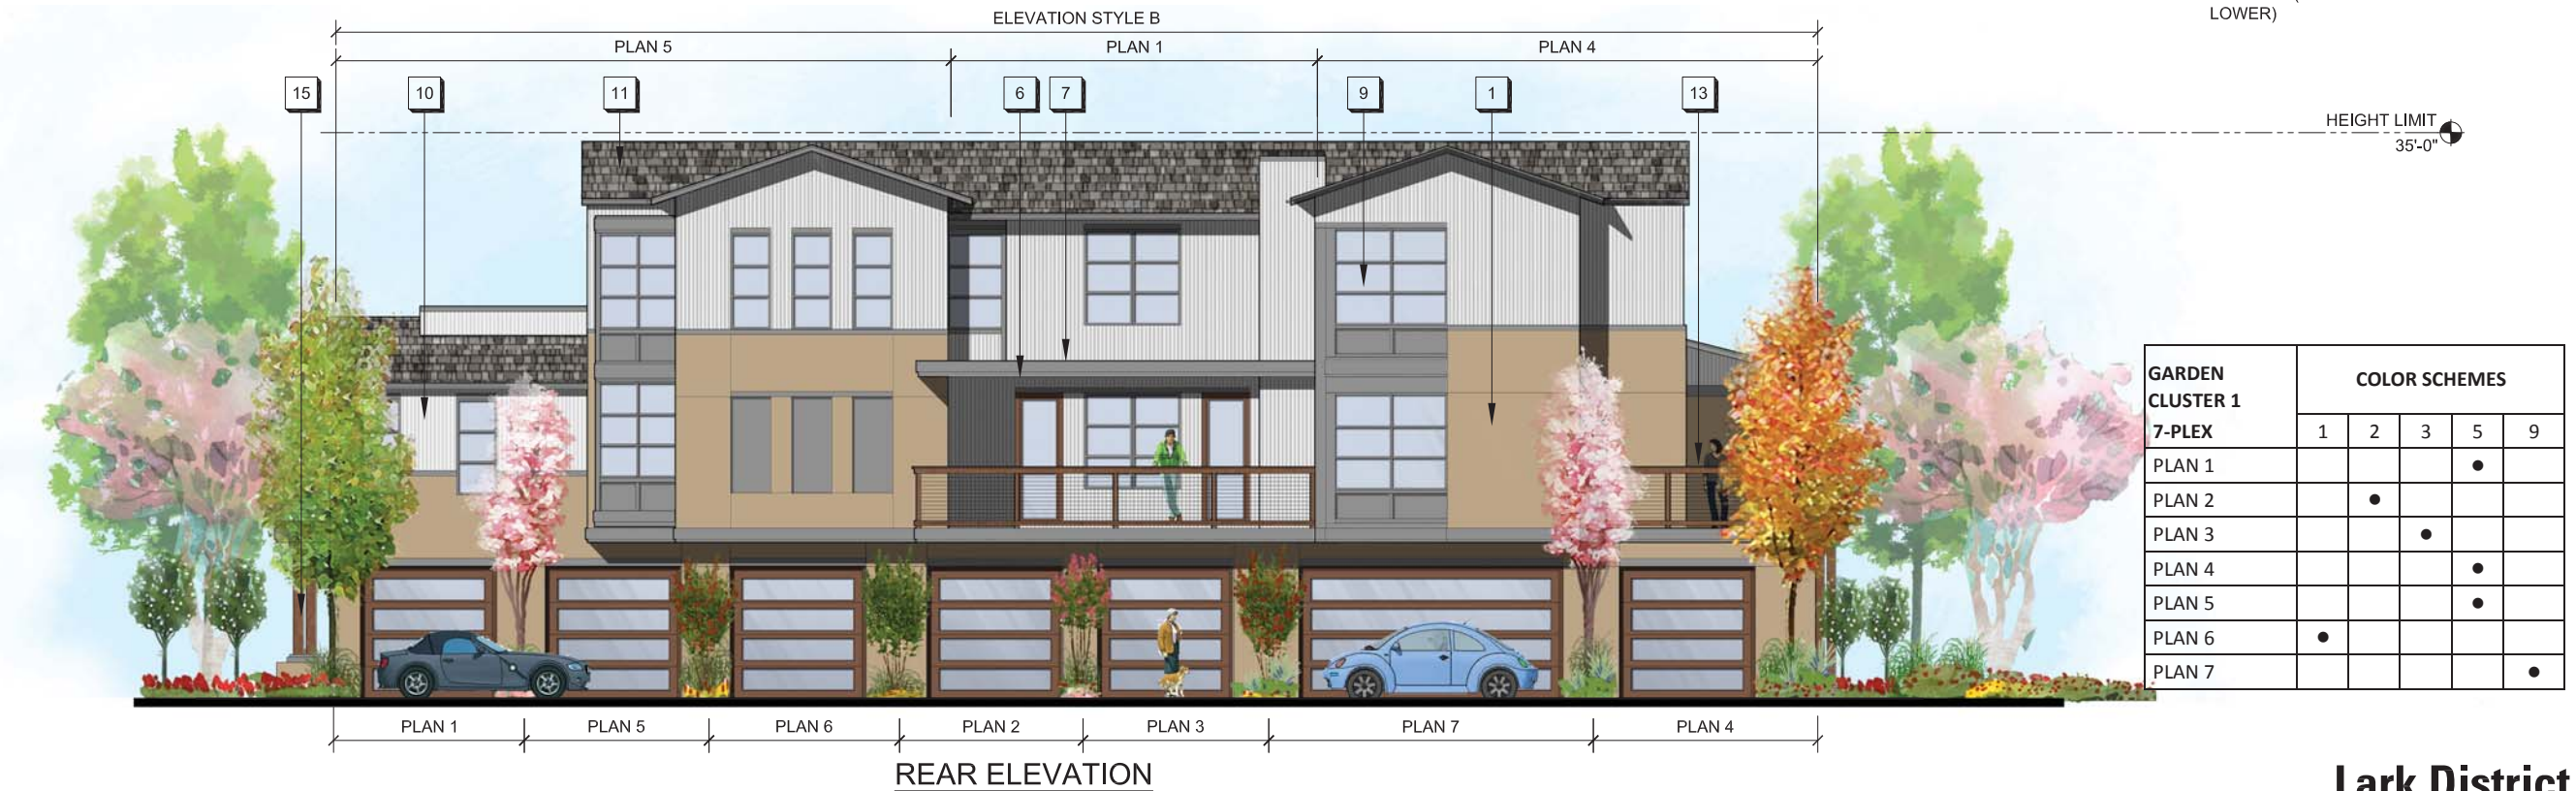 ELEVATION STYLE B
LOWER)
PLAN 5 PLAN 1 PLAN 4
15 10 11 6 7 9 1 13
HEIGHT LIMIT
35'-0"
GARDEN
CLUSTER 1
7-PLEX
COLOR SCHEMES
1 2 3 5 9
PLAN 1 ●
PLAN 2 ●
PLAN 3 ●
PLAN 4 ●
PLAN 5 ●
PLAN 6 ●
PLAN 7 ●
PLAN 1 PLAN 5 PLAN 6 PLAN 2 PLAN 3 PLAN 7 PLAN 4
REAR ELEVATION
Lark District